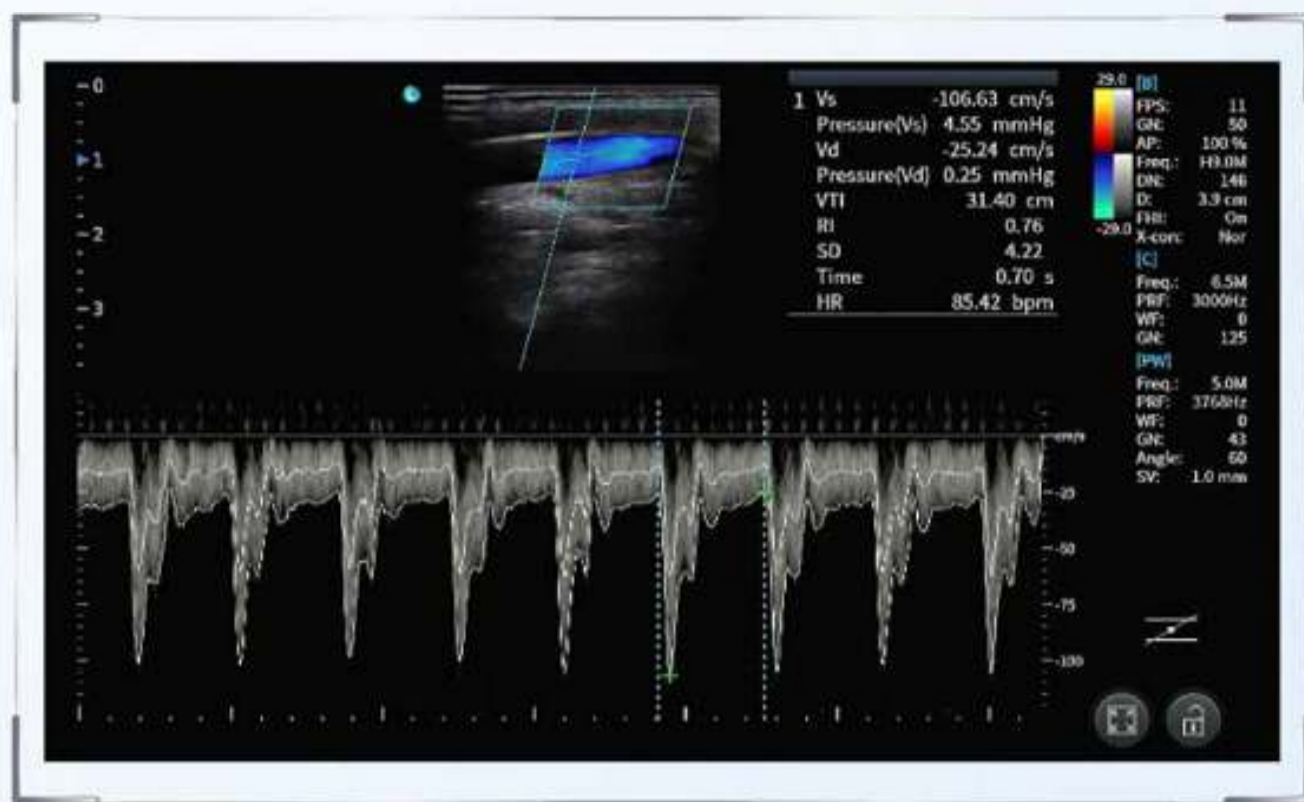 0
1
2
3
1 Vs -106.63 cm/s
Pressure(Vs) 4.55 mmHg
Vd -25.24 cm/s
Pressure(Vd) 0.25 mmHg
VTI 31.40 cm
RI 0.76
SD 4.22
Time 0.70 s
HR 85.42 bpm
29.0
-29.0
[B]
FPS: 11
GN: 50
AP: 100 %
Freq.: H9.0M
DN: 146
D: 3.9 cm
FHI: On
X-con: Nor
[C]
Freq.: 6.5M
PRF: 3000Hz
WF: 0
GN: 125
[PW]
Freq.: 5.0M
PRF: 3768Hz
WF: 0
GN: 43
Angle: 60
SV: 1.0 mm
cm/s
-25
-50
-75
-100